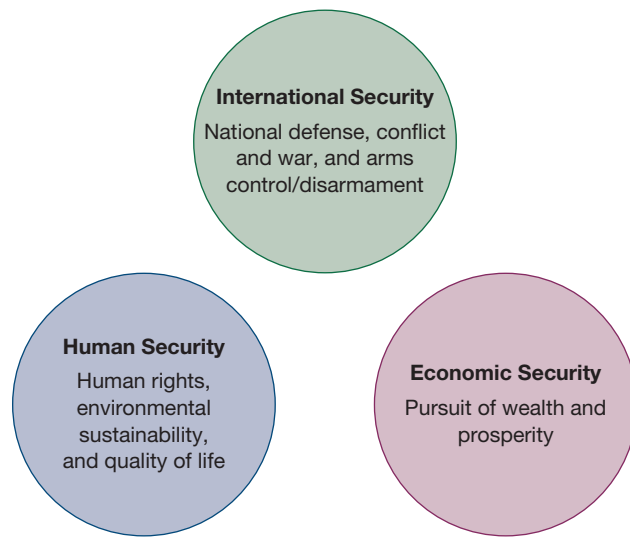 International Security
National defense, conflict
and war, and arms
control/disarmament
Human Security
Human rights,
environmental
sustainability,
and quality of life
Economic Security
Pursuit of wealth and
prosperity